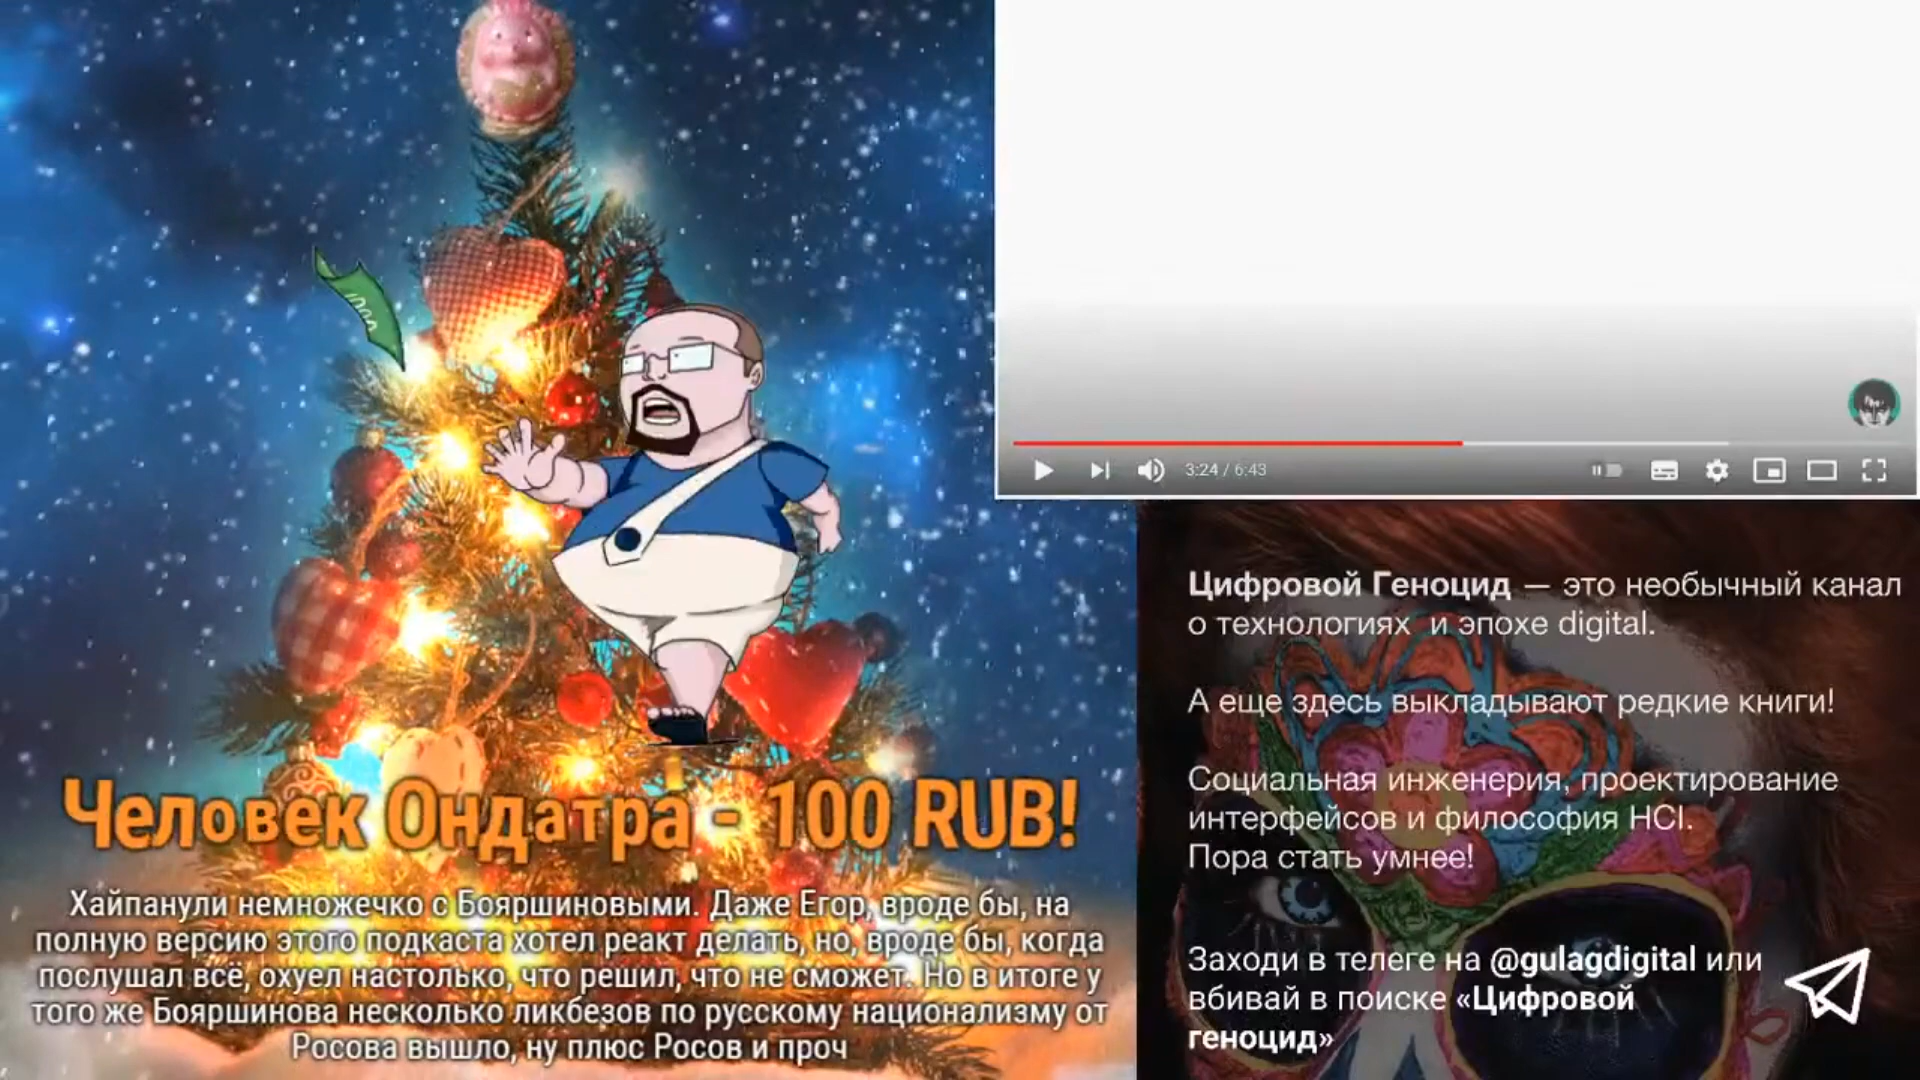 1000
3:24 / 6:43
Человек Ондатра - 100 RUB!
Хайпанули немножечко с Бояршиновыми. Даже Егор, вроде бы, на
полную версию этого подкаста хотел реакт делать, но, вроде бы, когда
послушал всё, охуел настолько, что решил, что не сможет. Но в итоге у
того же Бояршинова несколько ликбезов по русскому национализму от
Росова вышло, ну плюс Росов и проч
Цифровой Геноцид — это необычный канал
о технологиях и эпохе digital.
А еще здесь выкладывают редкие книги!
Социальная инженерия, проектирование
интерфейсов и философия HCI.
Пора стать умнее!
Заходи в телеге на @gulagdigital или
вбивай в поиске «Цифровой
геноцид»